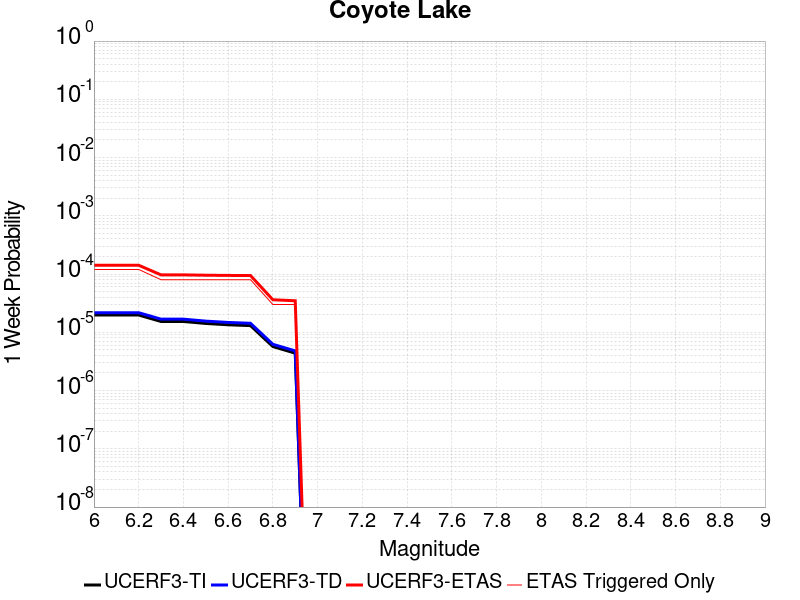 Coyote Lake
10^0
10^-1
10^-2
10^-3
10^-4
10^-5
10^-6
10^-7
10^-8
1 Week Probability
6 6.2 6.4 6.6 6.8 7 7.2 7.4 7.6 7.8 8 8.2 8.4 8.6 8.8 9
Magnitude
UCERF3-TI UCERF3-TD UCERF3-ETAS ETAS Triggered Only